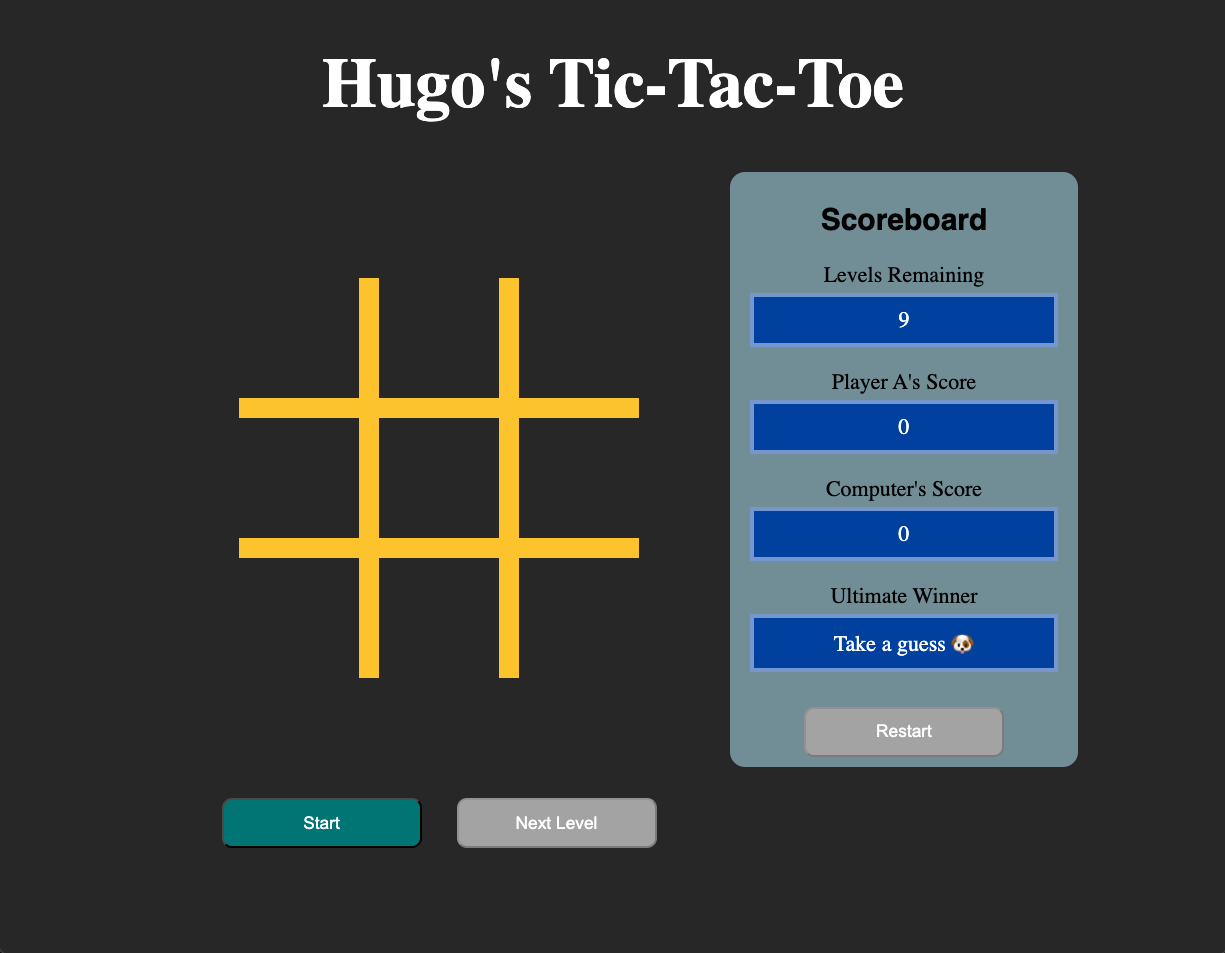 Hugo's Tic-Tac-Toe
Scoreboard
Levels Remaining
9
Player A's Score
0
Computer's Score
0
Ultimate Winner
Take a guess 🐶
Restart
Start
Next Level